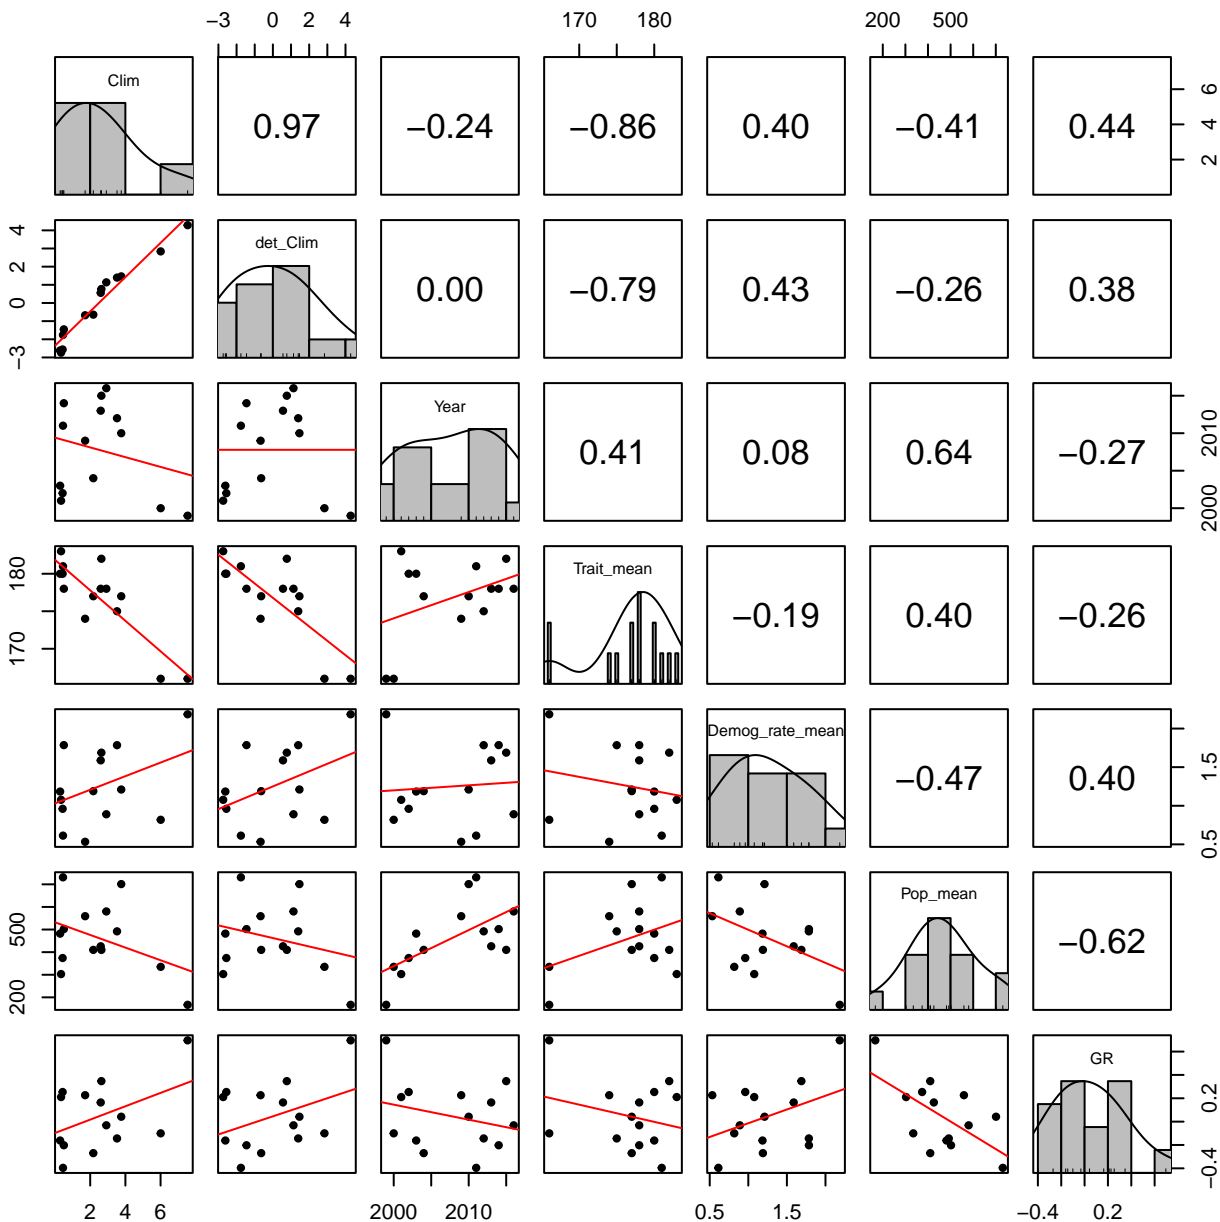 −3 0 2 4 170 180 200 500
Clim 0.97 −0.24 −0.86 0.40 −0.41 0.44 2 4 6
−3 0 2 4 det_Clim 0.00 −0.79 0.43 −0.26 0.38
Year 0.41 0.08 0.64 −0.27 2000 2010
170 180 Trait_mean −0.19 0.40 −0.26
Demog_rate_mean −0.47 0.40 0.5 1.5
200 500 Pop_mean −0.62
GR −0.4 0.2
2 4 6 2000 2010 0.5 1.5 −0.4 0.2